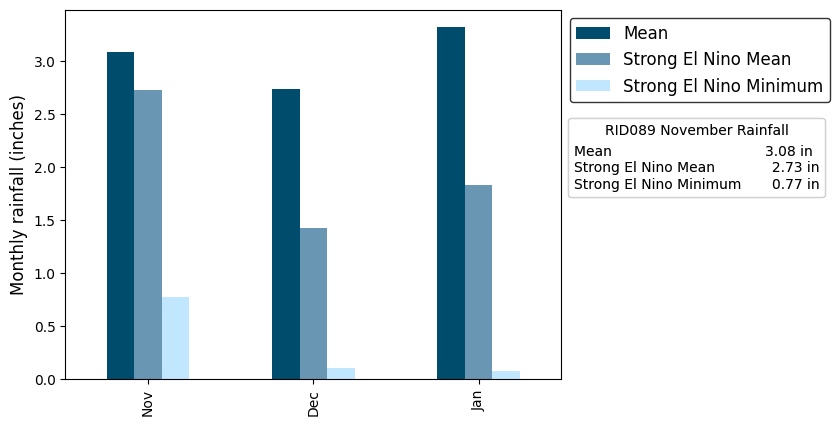 Monthly rainfall (inches)
3.0
2.5
2.0
1.5
1.0
0.5
0.0
Nov
Dec
Jan
Mean
Strong El Nino Mean
Strong El Nino Minimum
RID089 November Rainfall
Mean 3.08 in
Strong El Nino Mean 2.73 in
Strong El Nino Minimum 0.77 in